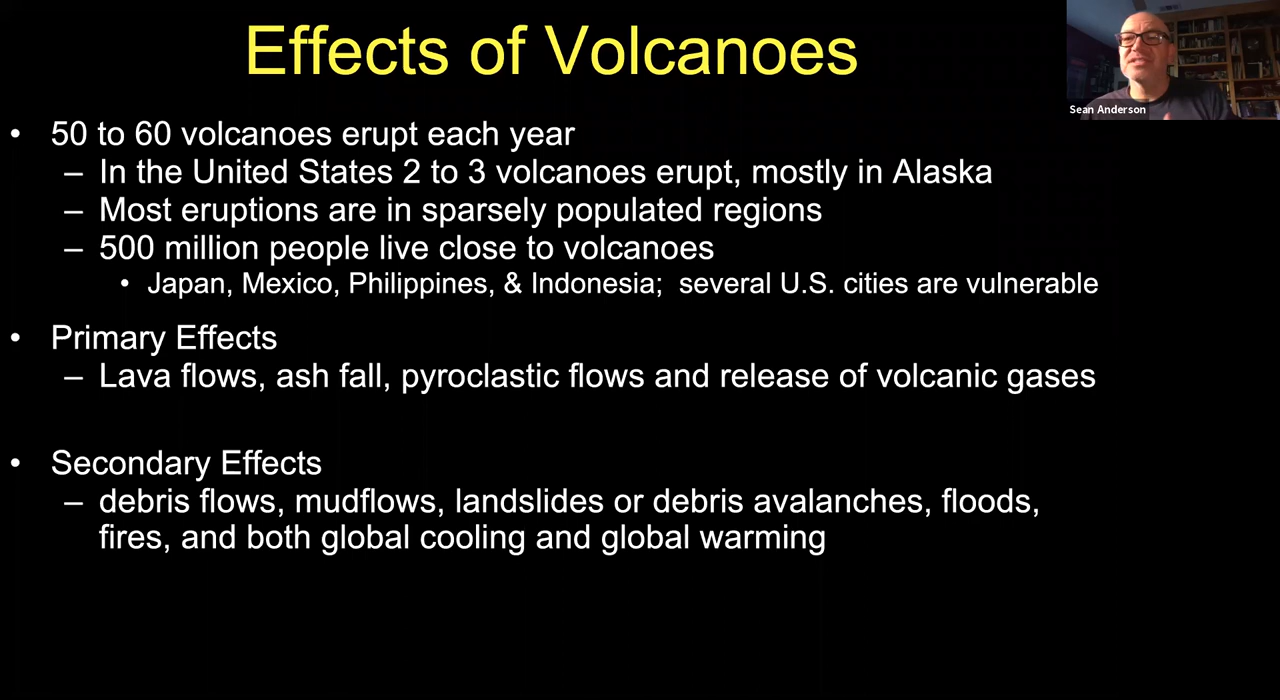 Effects of Volcanoes
Sean Anderson
• 50 to 60 volcanoes erupt each year
– In the United States 2 to 3 volcanoes erupt, mostly in Alaska
– Most eruptions are in sparsely populated regions
– 500 million people live close to volcanoes
• Japan, Mexico, Philippines, & Indonesia;  several U.S. cities are vulnerable
• Primary Effects
– Lava flows, ash fall, pyroclastic flows and release of volcanic gases
• Secondary Effects
– debris flows, mudflows, landslides or debris avalanches, floods,
fires, and both global cooling and global warming